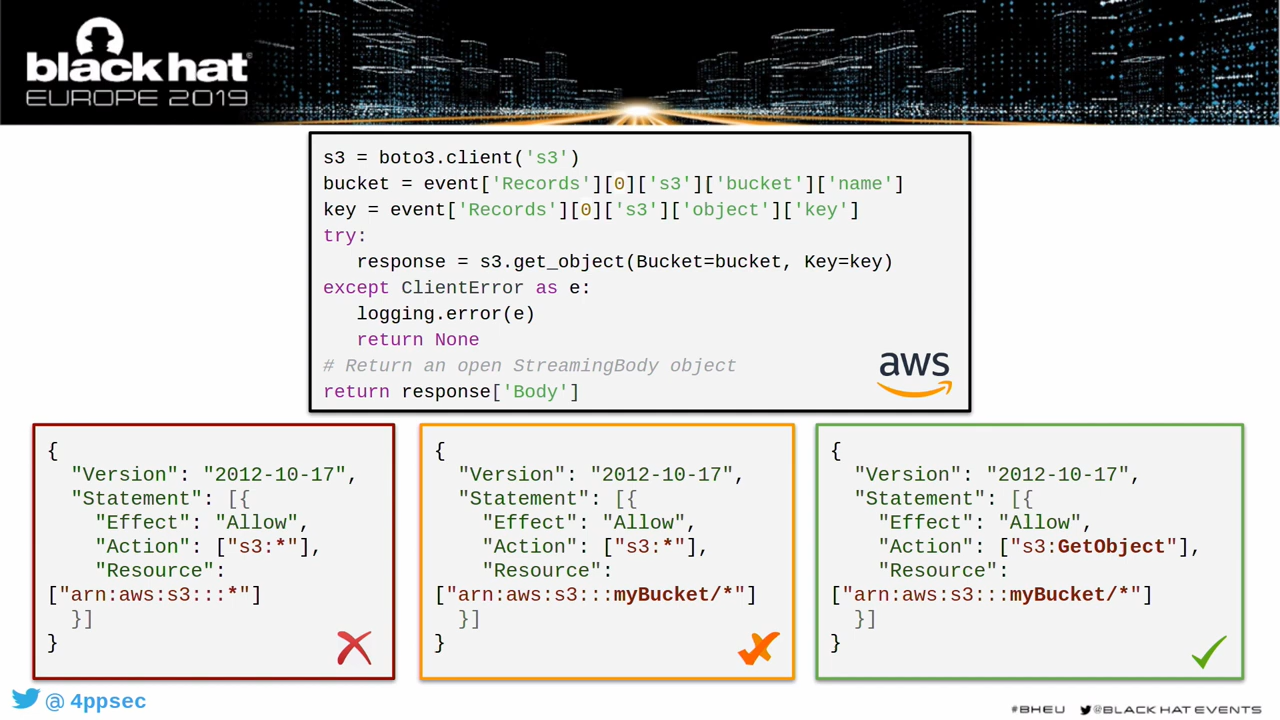 black hat
EUROPE 2019
s3 = boto3.client('s3')
bucket = event['Records'][0]['s3']['bucket']['name']
key = event['Records'][0]['s3']['object']['key']
try:
response = s3.get_object(Bucket=bucket, Key=key)
except ClientError as e:
logging.error(e)
return None
# Return an open StreamingBody object
return response['Body']
aws
{
"Version": "2012-10-17",
"Statement": [{
"Effect": "Allow",
"Action": ["s3:*"],
"Resource":
["arn:aws:s3:::*"]
}]
}
{
"Version": "2012-10-17",
"Statement": [{
"Effect": "Allow",
"Action": ["s3:*"],
"Resource":
["arn:aws:s3:::myBucket/*"]
}]
}
{
"Version": "2012-10-17",
"Statement": [{
"Effect": "Allow",
"Action": ["s3:GetObject"],
"Resource":
["arn:aws:s3:::myBucket/*"]
}]
}
@ 4ppsec
#BHEU @BLACK HAT EVENTS